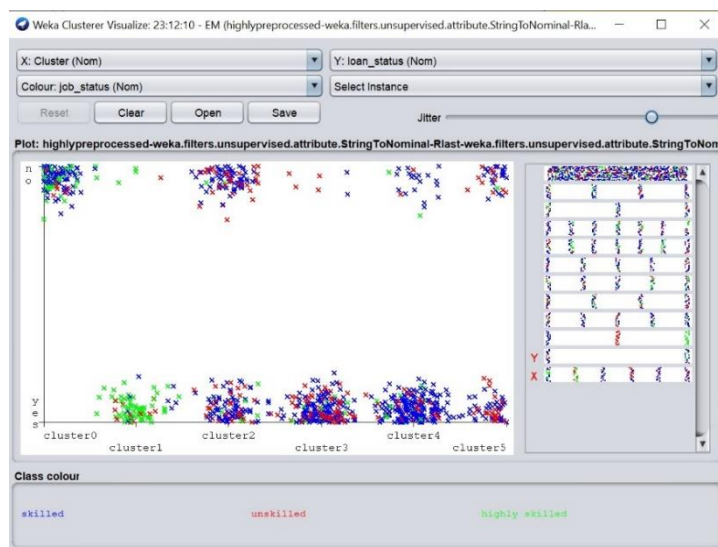 Weka Clusterer Visualize: 23:12:10 - EM (highlypreprocessed-weka.filters.unsupervised.attribute.StringToNominal-Rla...
X: Cluster (Nom)
Y: loan_status (Nom)
Colour: job_status (Nom)
Select Instance
Reset
Clear
Open
Save
Jitter
Plot: highlypreprocessed-weka.filters.unsupervised.attribute.StringToNominal-Rlast-weka.filters.unsupervised.attribute.StringToNom
n
o
y
e
s
cluster0
cluster2
cluster4
cluster1
cluster3
cluster5
Y
X
Class colour
skilled
unskilled
highly skilled